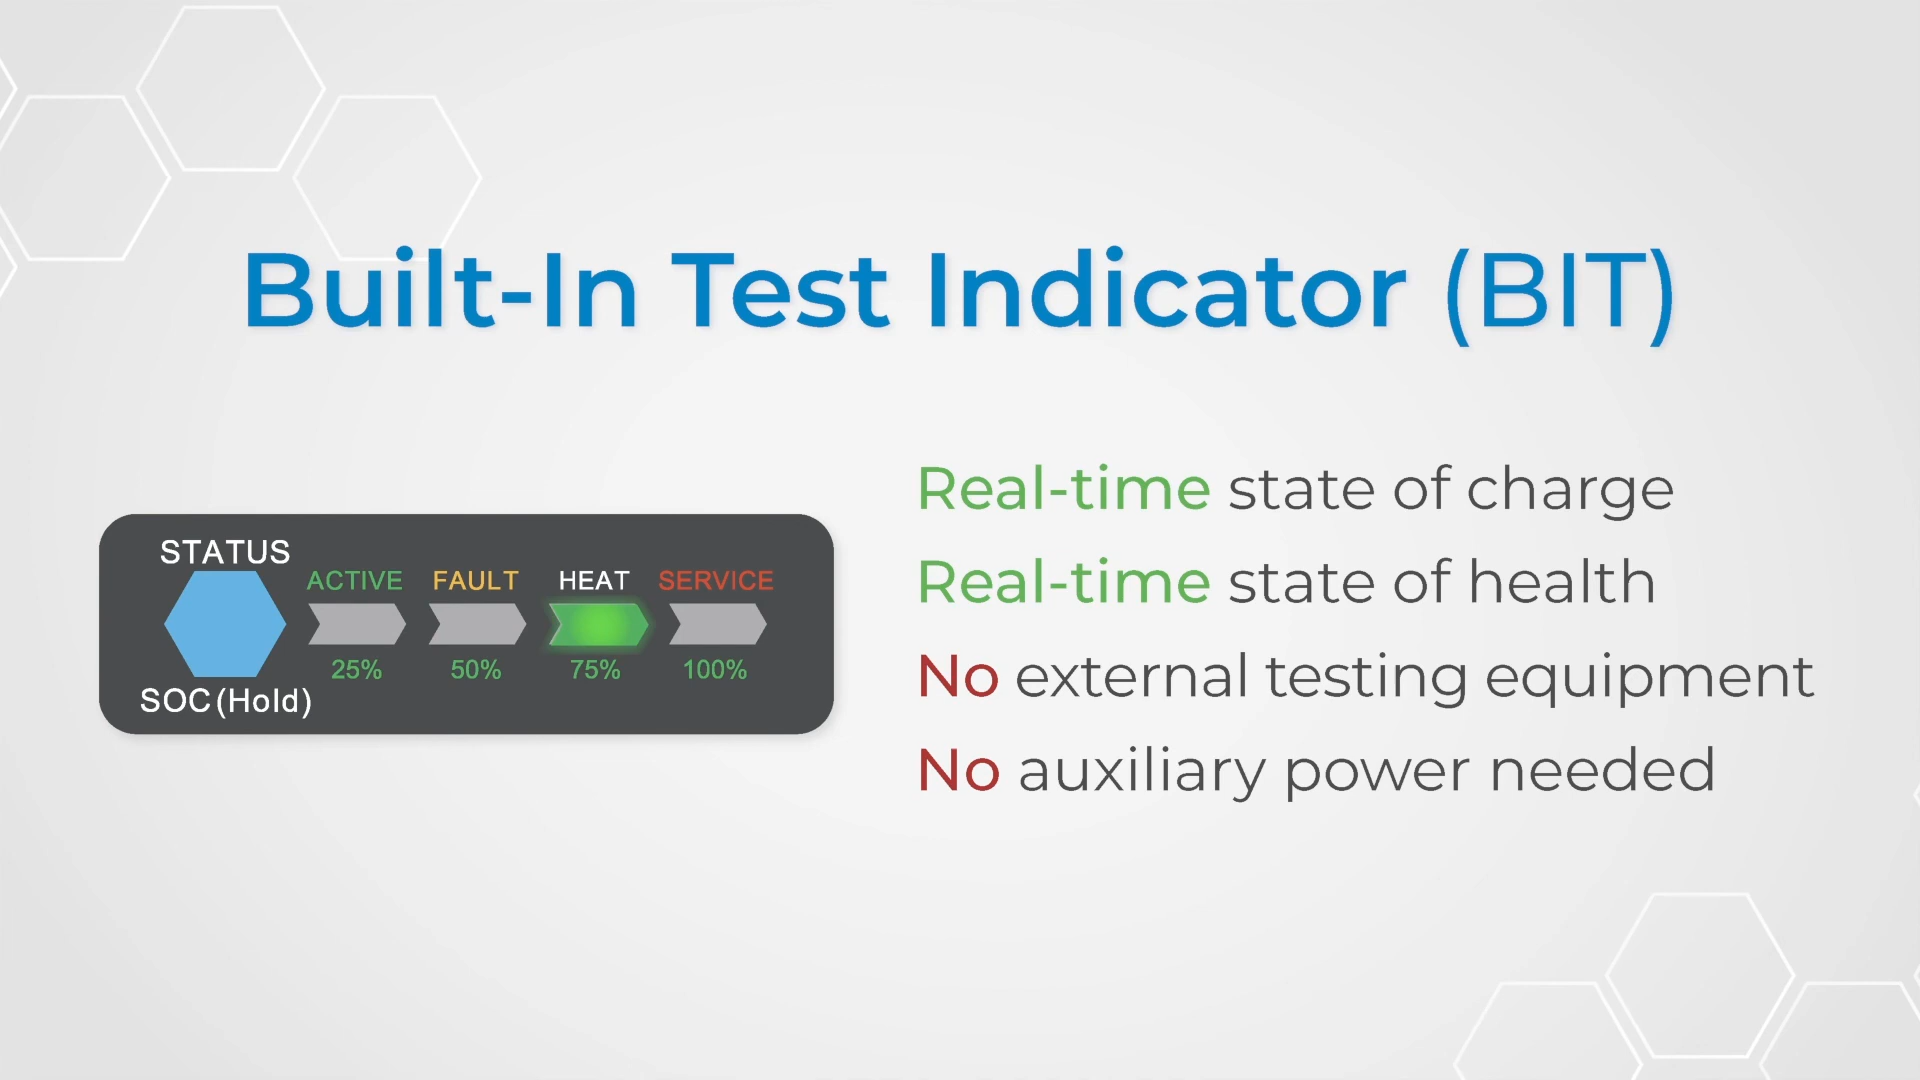 Built-In Test Indicator (BIT)
STATUS
ACTIVE FAULT HEAT SERVICE
25% 50% 75% 100%
SOC(Hold)
Real-time state of charge
Real-time state of health
No external testing equipment
No auxiliary power needed